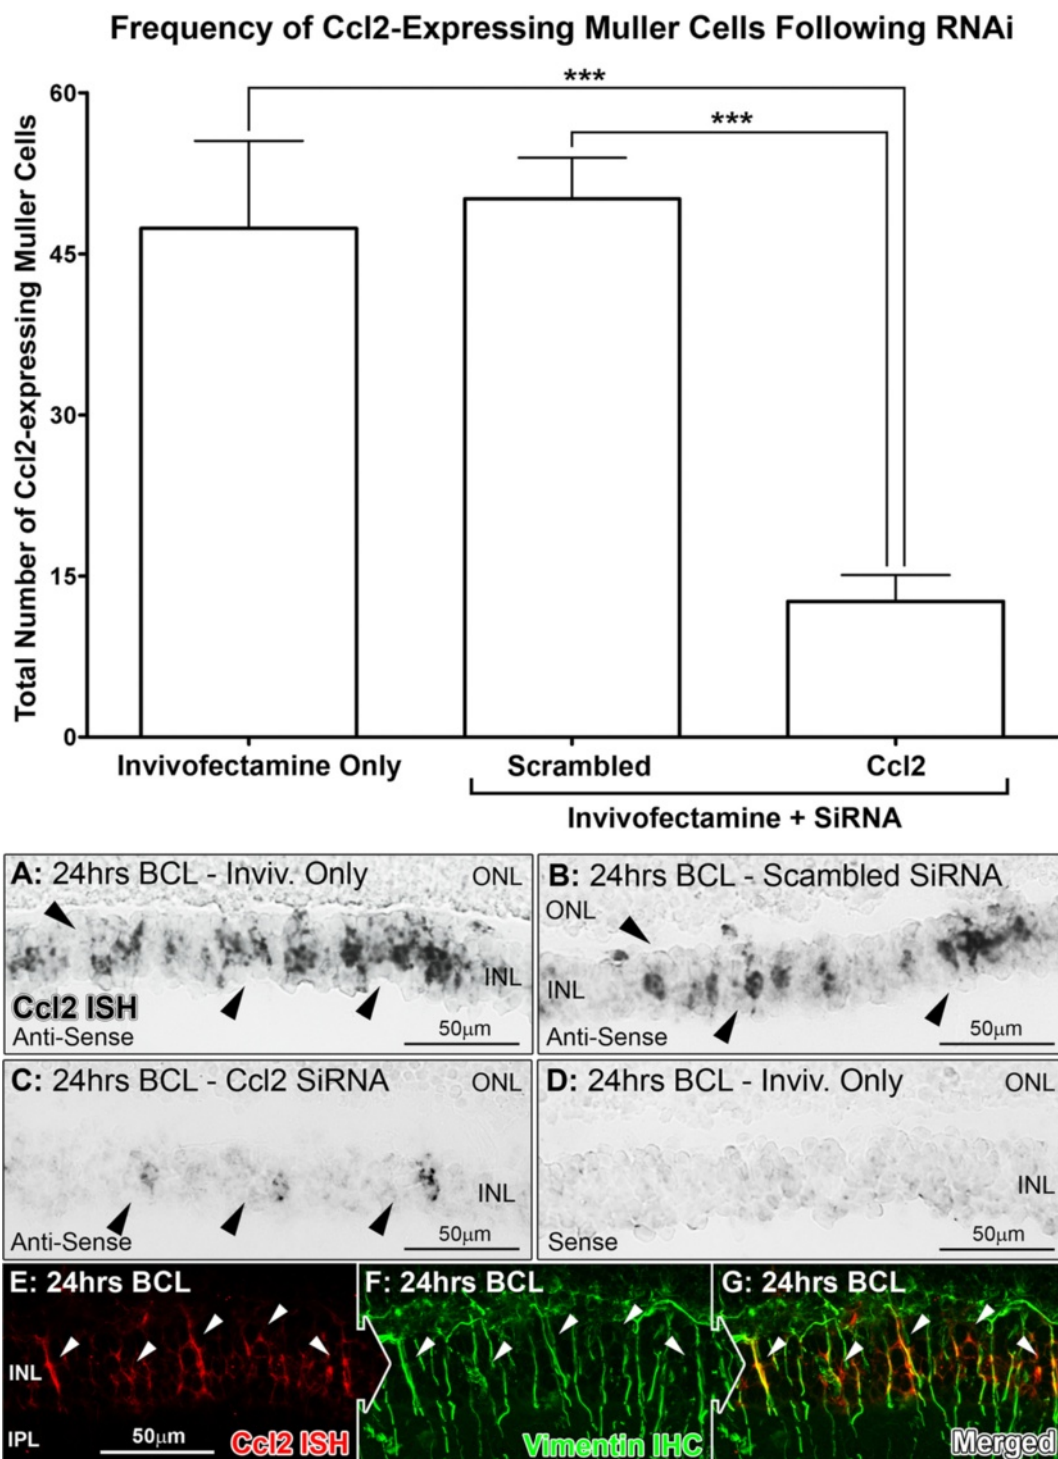 Frequency of Ccl2-Expressing Muller Cells Following RNAi
***
***
Total Number of Ccl2-expressing Muller Cells
60
45
30
15
0
Invivofectamine Only
Scrambled
Ccl2
Invivofectamine + SiRNA
A: 24hrs BCL - Inviv. Only
ONL
INL
Ccl2 ISH
Anti-Sense
50μm
B: 24hrs BCL - Scambled SiRNA
ONL
INL
Anti-Sense
50μm
C: 24hrs BCL - Ccl2 SiRNA
ONL
INL
Anti-Sense
50μm
D: 24hrs BCL - Inviv. Only
ONL
INL
Sense
50μm
E: 24hrs BCL
INL
IPL
50μm
Ccl2 ISH
F: 24hrs BCL
Vimentin IHC
G: 24hrs BCL
Merged